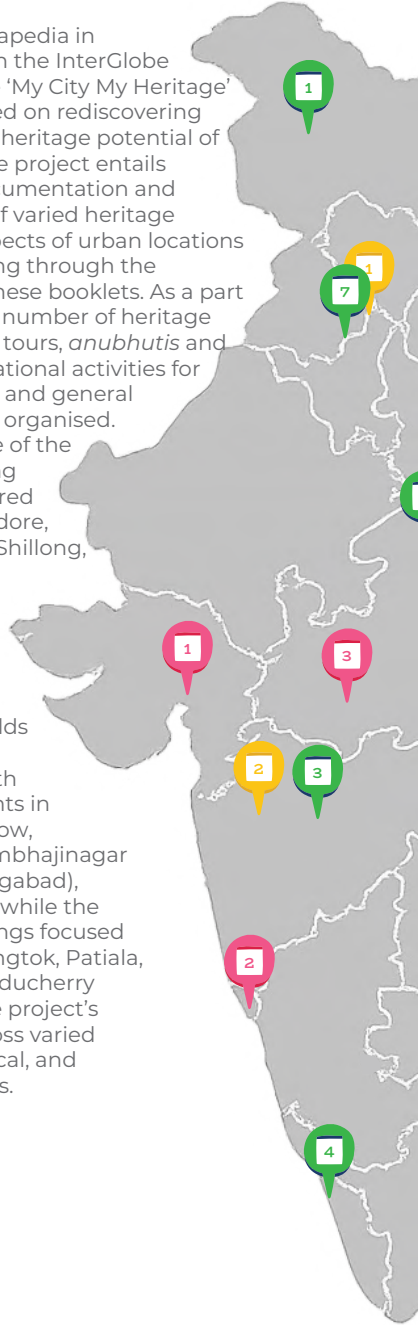 apedia in
the InterGlobe
‘My City My Heritage’
ed on rediscovering
heritage potential of
e project entails
cumentation and
f varied heritage
pects of urban locations
ng through the
hese booklets. As a part
number of heritage
tours, anubhutis and
ational activities for
and general
organised.
e of the
ng
red
dore,
Shillong,
lds
th
nts in
ow,
mbhajinagar
gabad),
while the
ngs focused
ngtok, Patiala,
ducherry
e project’s
oss varied
cal, and
s.
1
1
7
1
3
2
3
2
4